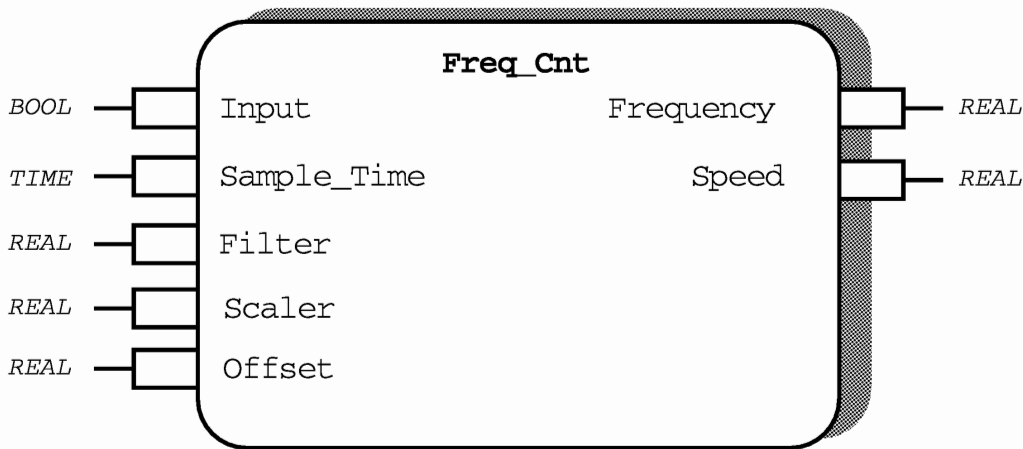 Freq_Cnt
BOOL Input Frequency REAL
TIME Sample_Time Speed REAL
REAL Filter
REAL Scaler
REAL Offset